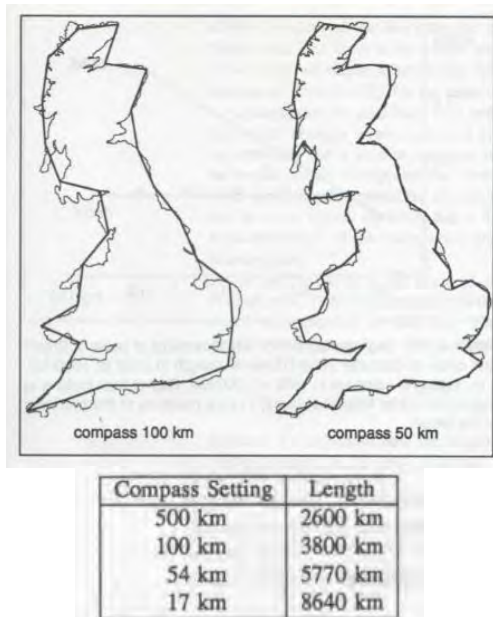 compass 100 km
compass 50 km
Compass Setting Length
500 km 2600 km
100 km 3800 km
54 km 5770 km
17 km 8640 km